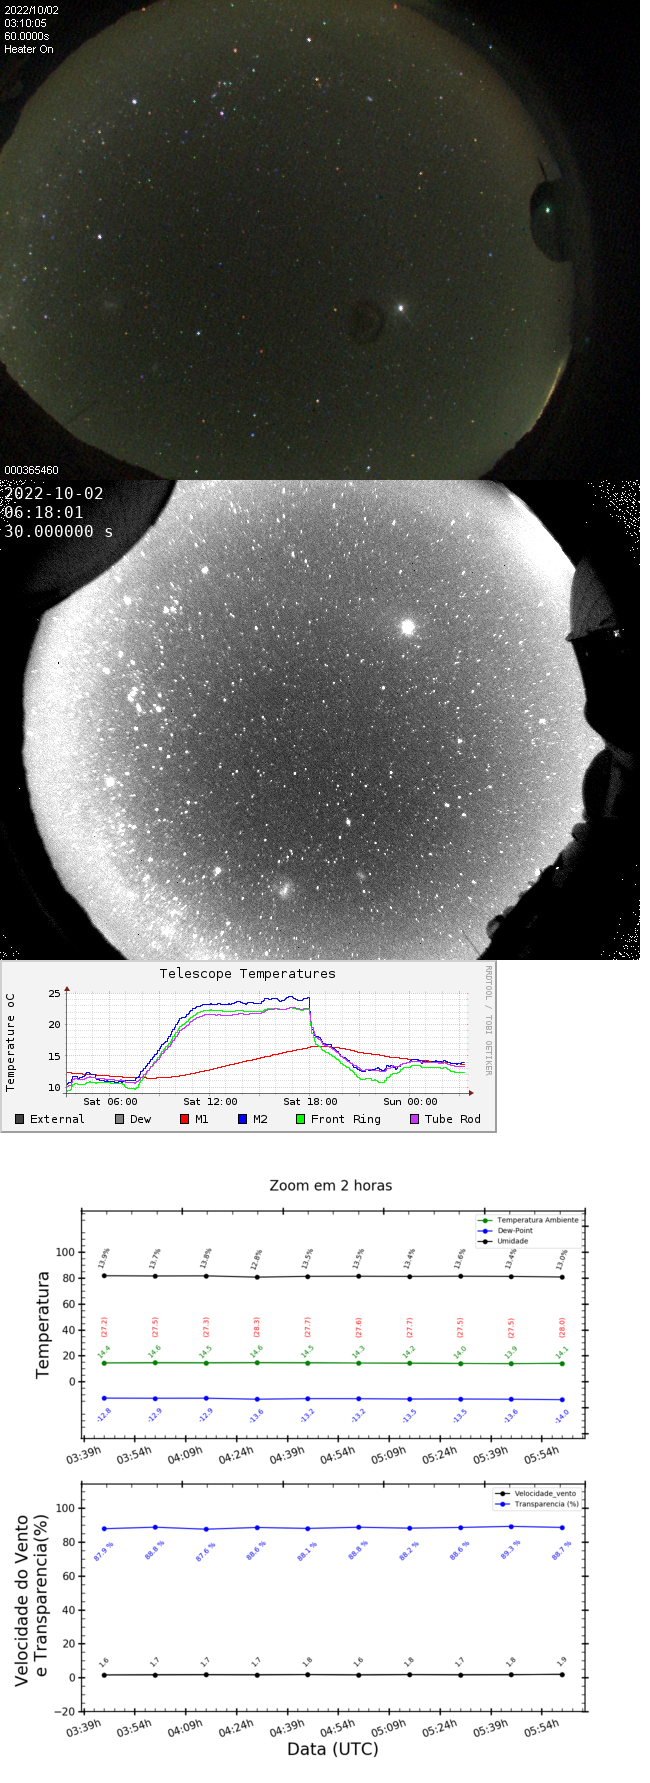 2022/10/02
03:10:05
60.0000s
Heater On
000365460
2022-10-02
06:18:01
30.000000 s
Telescope Temperatures
RRDTOOL / TOBI OETIKER
Temperature oC
25
20
15
10
Sat 06:00 Sat 12:00 Sat 18:00 Sun 00:00
External Dew M1 M2 Front Ring Tube Rod
Zoom em 2 horas
Temperatura Ambiente
Dew-Point
Umidade
Temperatura
100
80
60
40
20
0
13.9% 13.7% 13.8% 12.8% 13.5% 13.5% 13.4% 13.6% 13.4% 13.0%
(27.2) (27.5) (27.3) (28.3) (27.7) (27.6) (27.7) (27.5) (27.5) (28.0)
14.4 14.6 14.5 14.6 14.5 14.3 14.2 14.0 13.9 14.1
-12.8 -12.9 -12.9 -13.6 -13.2 -13.2 -13.5 -13.5 -13.6 -14.0
03:39h 03:54h 04:09h 04:24h 04:39h 04:54h 05:09h 05:24h 05:39h 05:54h
Velocidade_vento
Transparencia (%)
Velocidade do Vento
e Transparencia(%)
100
80
60
40
20
0
−20
87.9 % 88.8 % 87.6 % 88.6 % 88.1 % 88.8 % 88.2 % 88.6 % 89.3 % 88.7 %
1.6 1.7 1.7 1.7 1.8 1.6 1.8 1.7 1.8 1.9
03:39h 03:54h 04:09h 04:24h 04:39h 04:54h 05:09h 05:24h 05:39h 05:54h
Data (UTC)